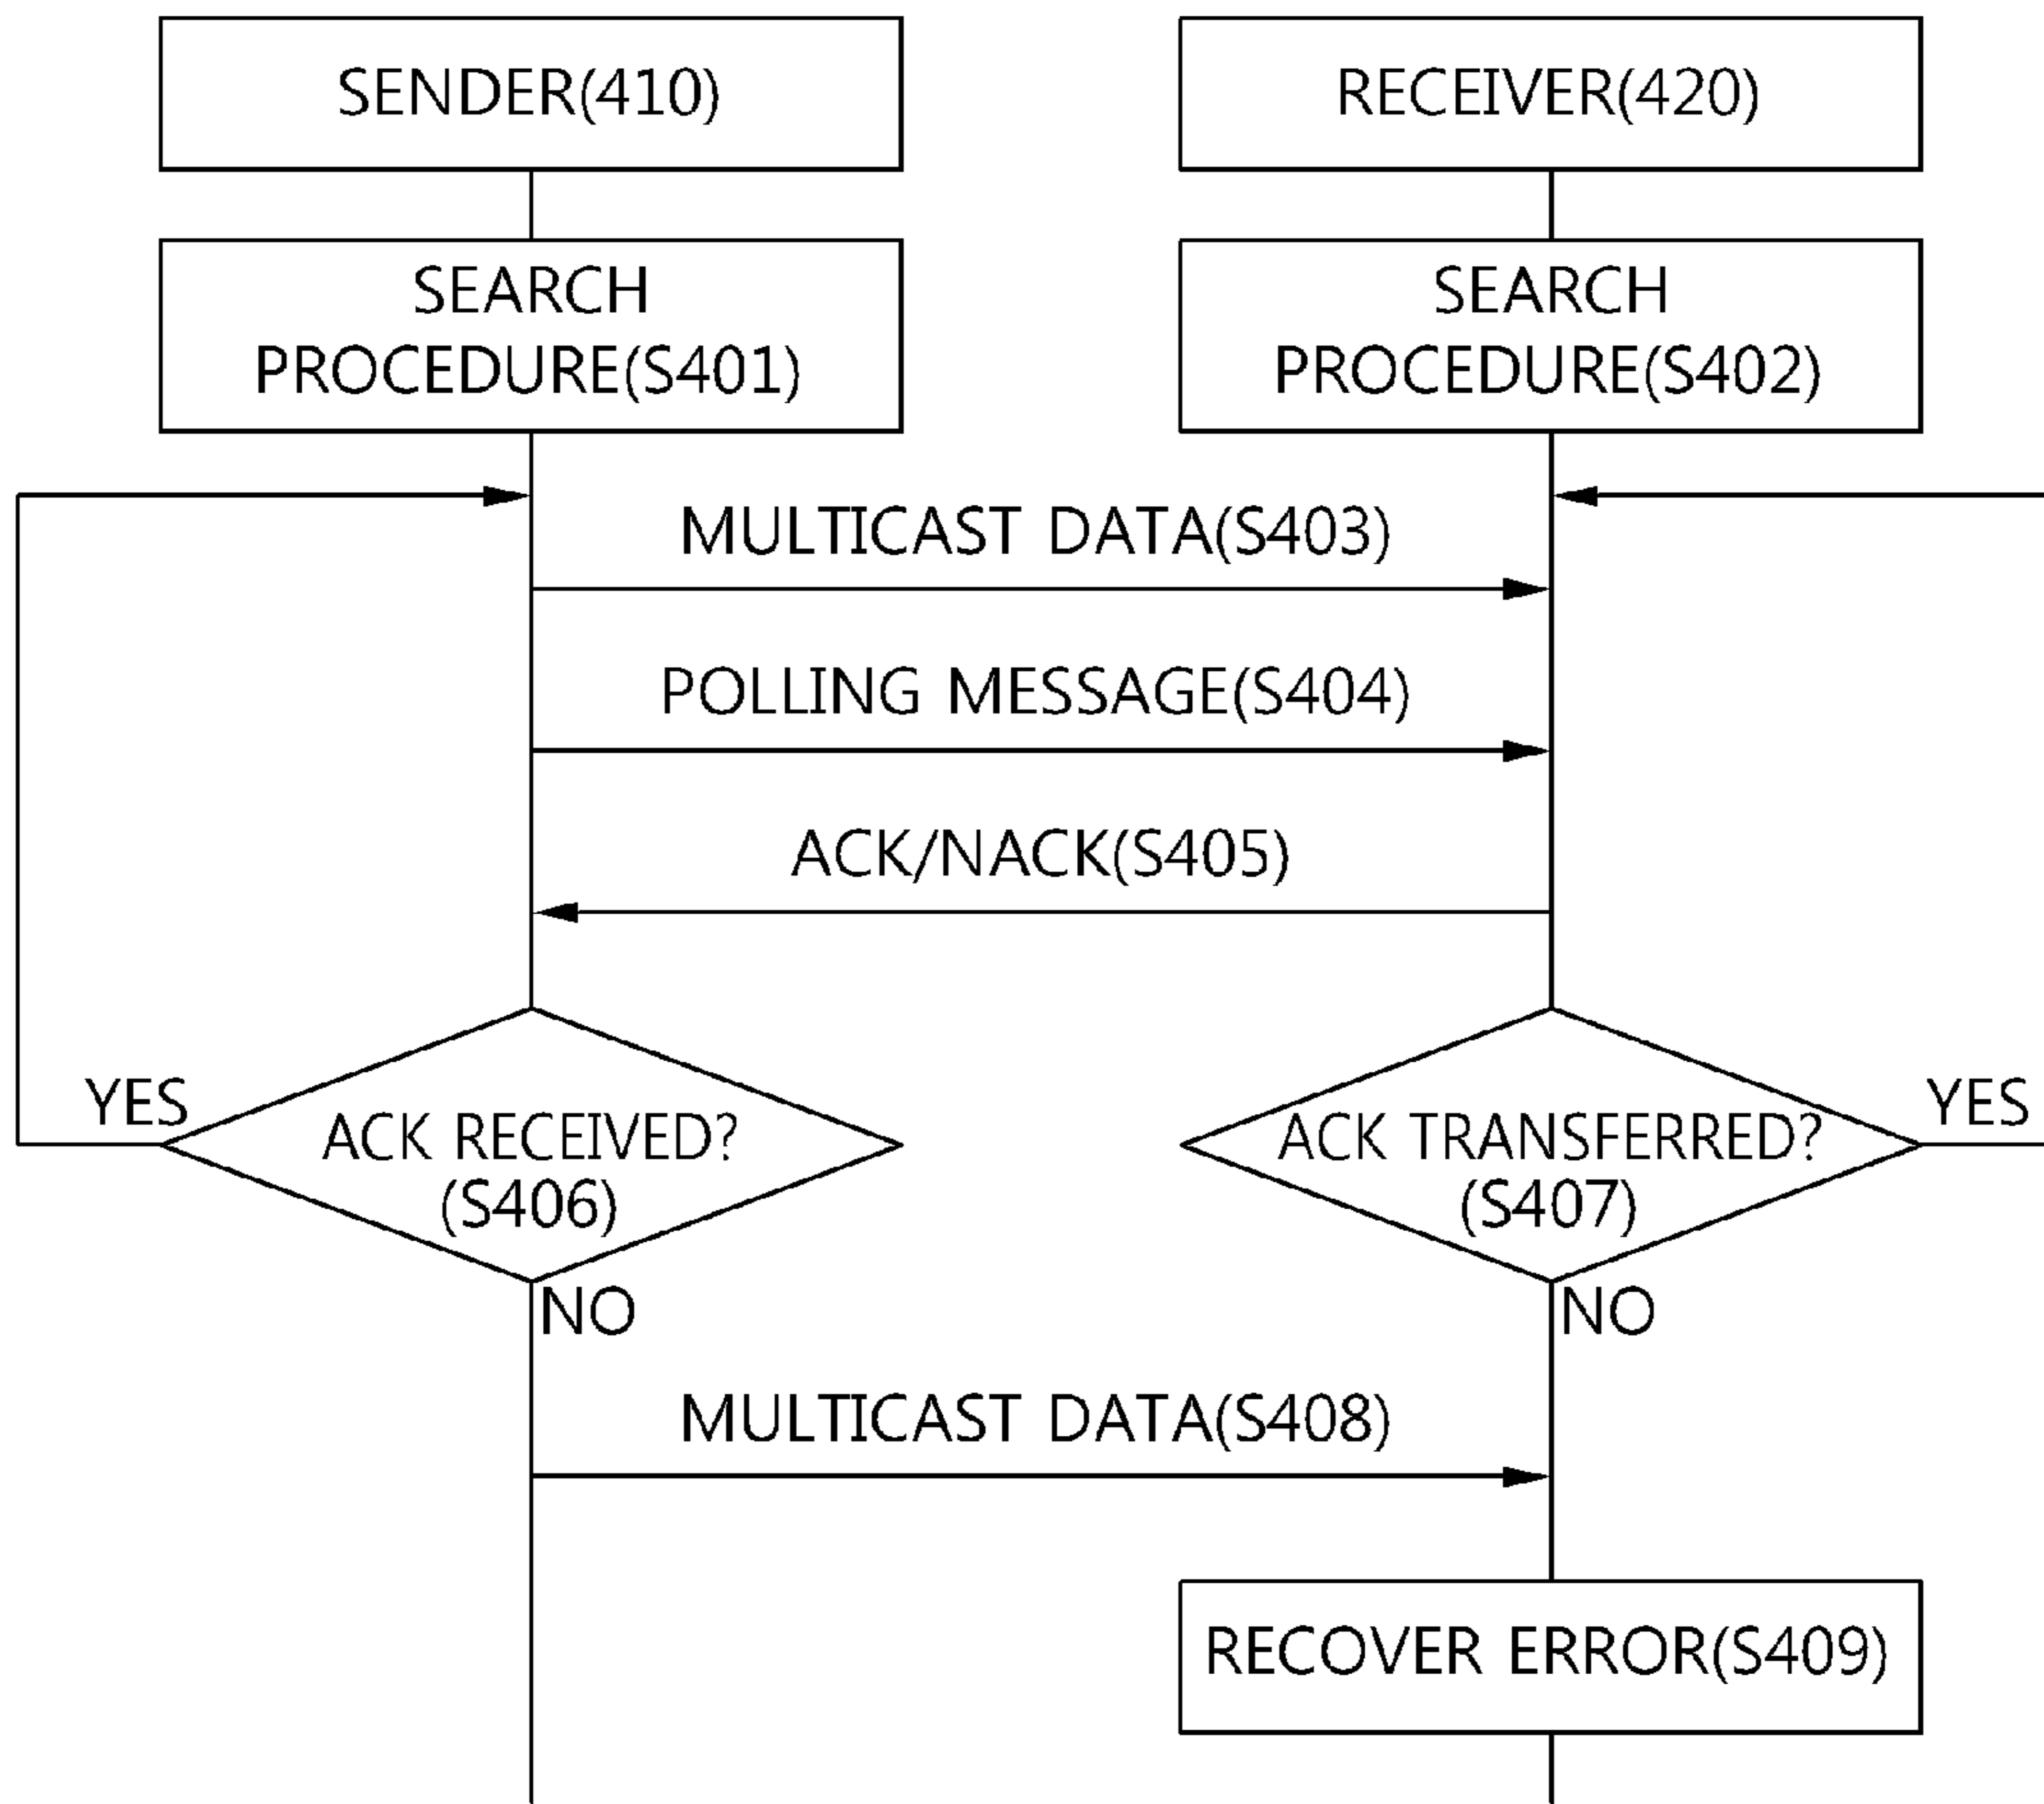 SENDER(410)
RECEIVER(420)
SEARCH
PROCEDURE(S401)
SEARCH
PROCEDURE(S402)
MULTICAST DATA(S403)
POLLING MESSAGE(S404)
ACK/NACK(S405)
YES
ACK RECEIVED?
(S406)
NO
ACK TRANSFERRED?
(S407)
YES
NO
MULTICAST DATA(S408)
RECOVER ERROR(S409)